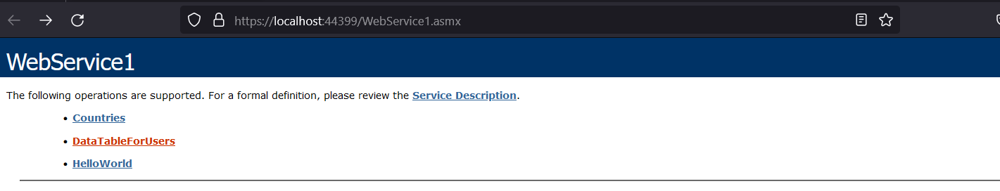 https://localhost:44399/WebService1.asmx
WebService1
The following operations are supported. For a formal definition, please review the Service Description.
• Countries
• DataTableForUsers
• HelloWorld